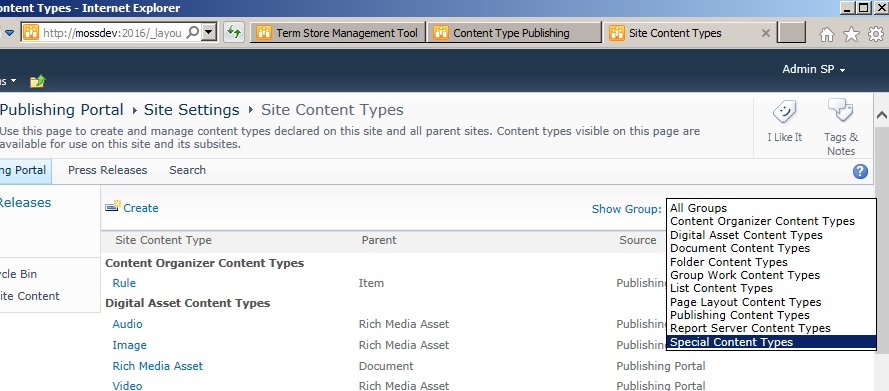 ontent Types - Internet Explorer
http://mossdev:2016/_layou
Term Store Management Tool
Content Type Publishing
Site Content Types
Admin SP
Publishing Portal
Site Settings
Site Content Types
Use this page to create and manage content types declared on this site and all parent sites. Content types visible on this page are
available for use on this site and its subsites.
I Like It
Tags &
Notes
ng Portal
Press Releases
Search
Releases
Create
Show Group:
All Groups
Content Organizer Content Types
Digital Asset Content Types
Document Content Types
Folder Content Types
Group Work Content Types
List Content Types
Page Layout Content Types
Publishing Content Types
Report Server Content Types
Special Content Types
Site Content Type
Parent
Source
Content Organizer Content Types
cle Bin
ite Content
Rule
Item
Publishing
Digital Asset Content Types
Audio
Rich Media Asset
Publishing
Image
Rich Media Asset
Publishing
Rich Media Asset
Document
Publishing Portal
Video
Rich Media Asset
Publishing Portal